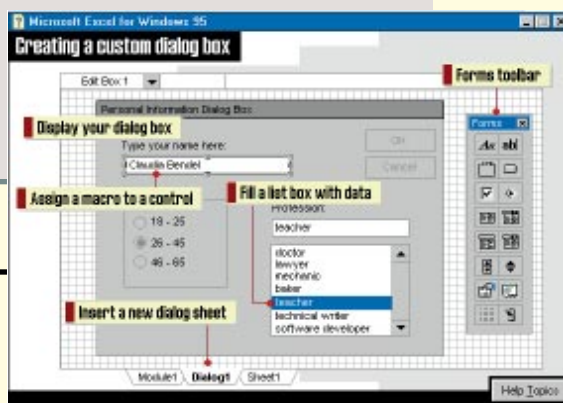 Microsoft Excel for Windows 95
Creating a custom dialog box
Edit Box 1
Forms toolbar
Personal Information Dialog Box
Forms
Display your dialog box
Type your name here:
OK
Aa ab|
Claudia Bendel
Cancel
Assign a macro to a control
Fill a list box with data
Profession:
18 - 25
teacher
26 - 45
46 - 65
doctor
lawyer
mechanic
baker
teacher
technical writer
software developer
Insert a new dialog sheet
Module1 Dialog1 Sheet1
Help Topics